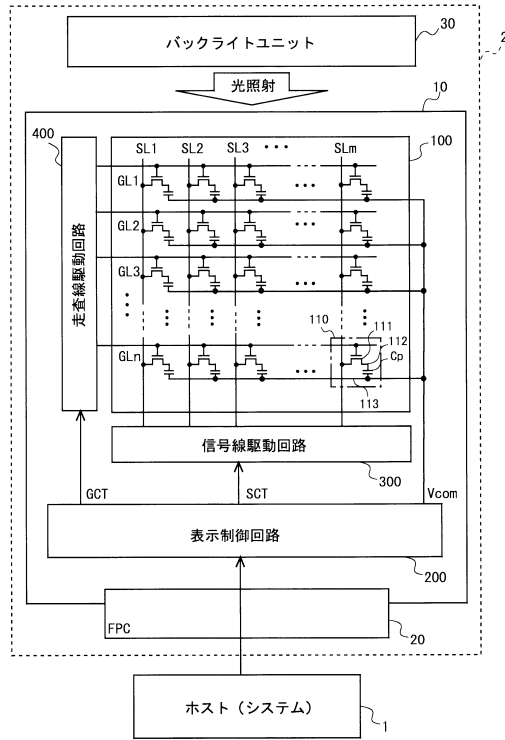 バックライトユニット
30
2
光照射
10
400
SL1 SL2 SL3 ・・・ SLm
100
GL1
GL2
GL3
GLn
走査線駆動回路
110
111
112
Cp
113
信号線駆動回路
300
GCT
SCT
Vcom
表示制御回路
200
FPC
20
ホスト(システム)
1